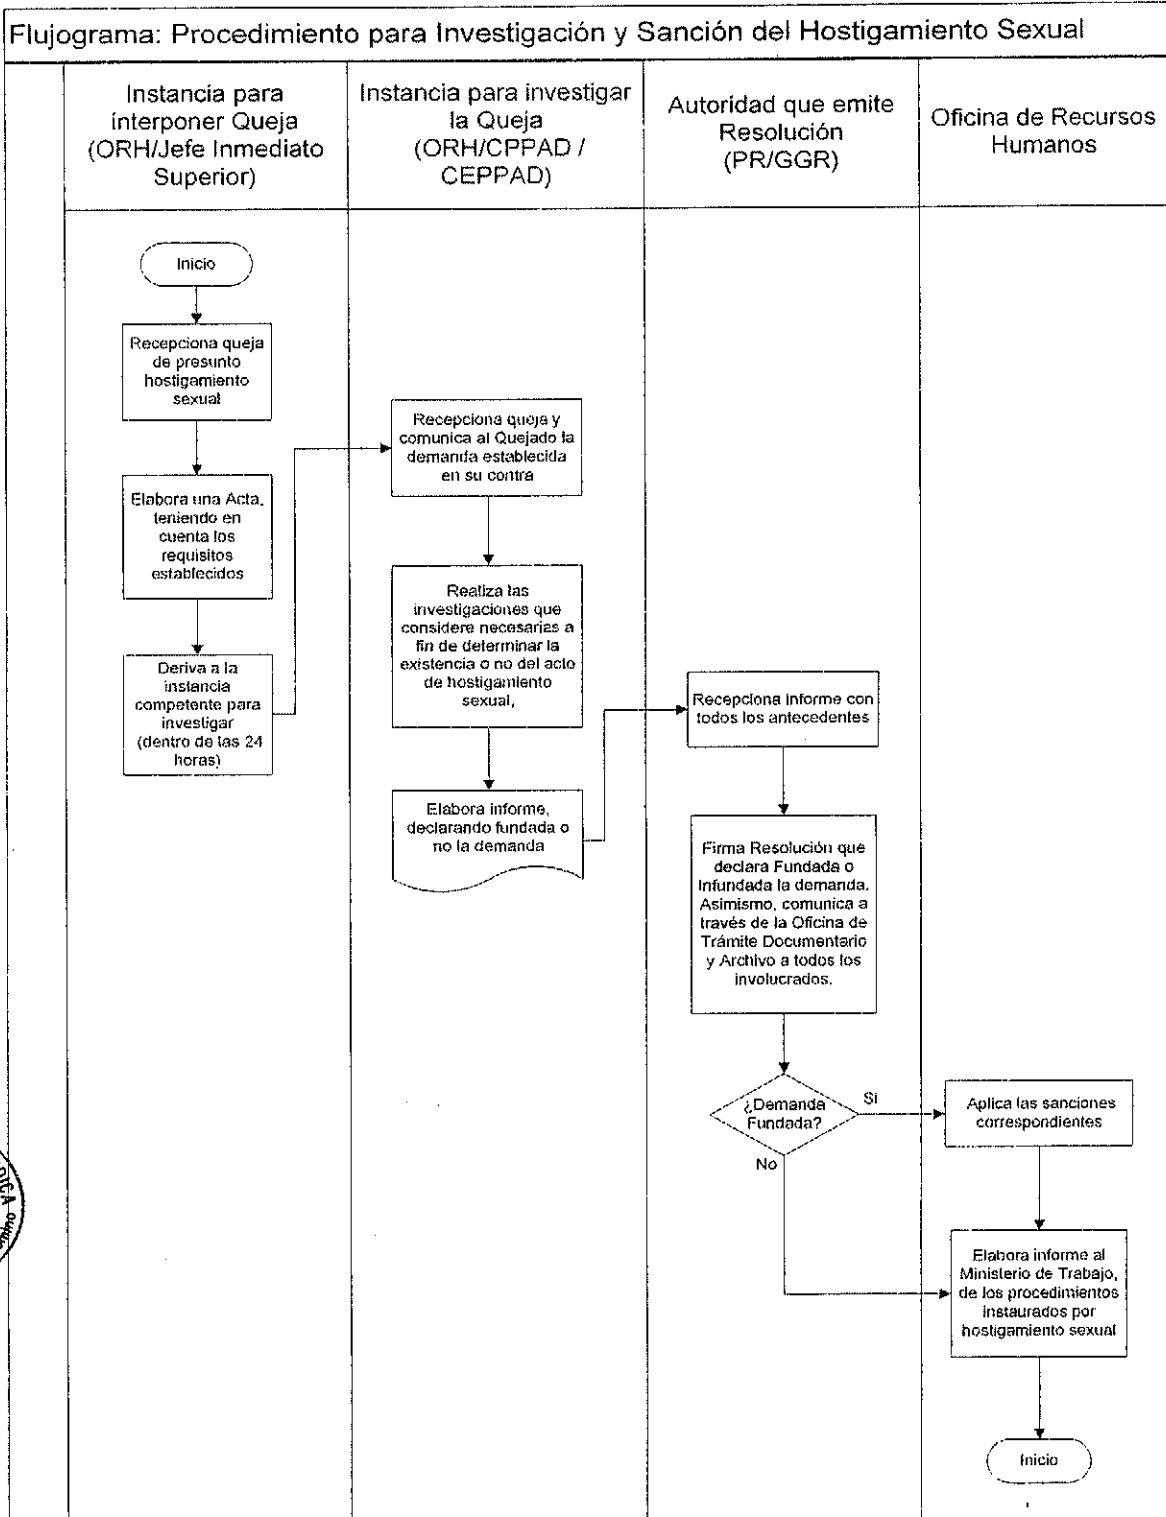 Flujograma: Procedimiento para Investigación y Sanción del Hostigamiento Sexual
Instancia para
interponer Queja
(ORH/Jefe Inmediato
Superior)
Instancia para investigar
la Queja
(ORH/CPPAD /
CEPPAD)
Autoridad que emite
Resolución
(PR/GGR)
Oficina de Recursos
Humanos
Inicio
Recepciona queja
de presunto
hostigamiento
sexual
Elabora una Acta,
teniendo en
cuenta los
requisitos
establecidos
Deriva a la
instancia
competente para
investigar
(dentro de las 24
horas)
Recepciona queja y
comunica al Quejado la
demanda establecida
en su contra
Realiza las
investigaciones que
considere necesarias a
fin de determinar la
existencia o no del acto
de hostigamiento
sexual,
Elabora informe,
declarando fundada o
no la demanda
Recepciona informe con
todos los antecedentes
Firma Resolución que
declara Fundada o
Infundada la demanda.
Asimismo, comunica a
través de la Oficina de
Trámite Documentario
y Archivo a todos los
involucrados.
¿Demanda
Fundada?
Si
No
Aplica las sanciones
correspondientes
Elabora informe al
Ministerio de Trabajo,
de los procedimientos
instaurados por
hostigamiento sexual
Inicio